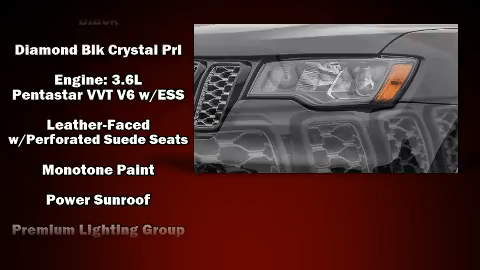 Black
Diamond Blk Crystal Prl
Engine: 3.6L
Pentastar VVT V6 w/ESS
Leather-Faced
w/Perforated Suede Seats
Monotone Paint
Power Sunroof
Premium Lighting Group